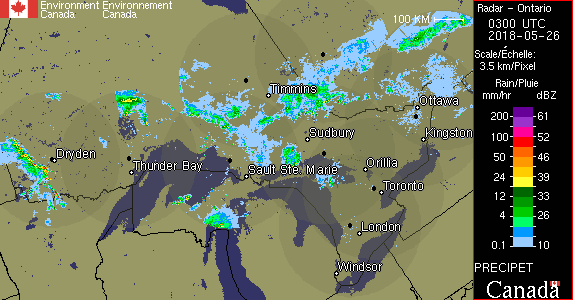 Environment Environnement
Canada Canada
100 KM
Timmins
Ottawa
Sudbury
Kingston
Dryden
Thunder Bay
Sault Ste. Marie
Orillia
Toronto
London
Windsor
Radar - Ontario
0300 UTC
2018-05-26
Scale/Échelle:
3.5 km/Pixel
Rain/Pluie
mm/hr dBZ
200 61
100 52
50 46
24 39
12 33
4 26
0.1 10
PRECIPET
Canada